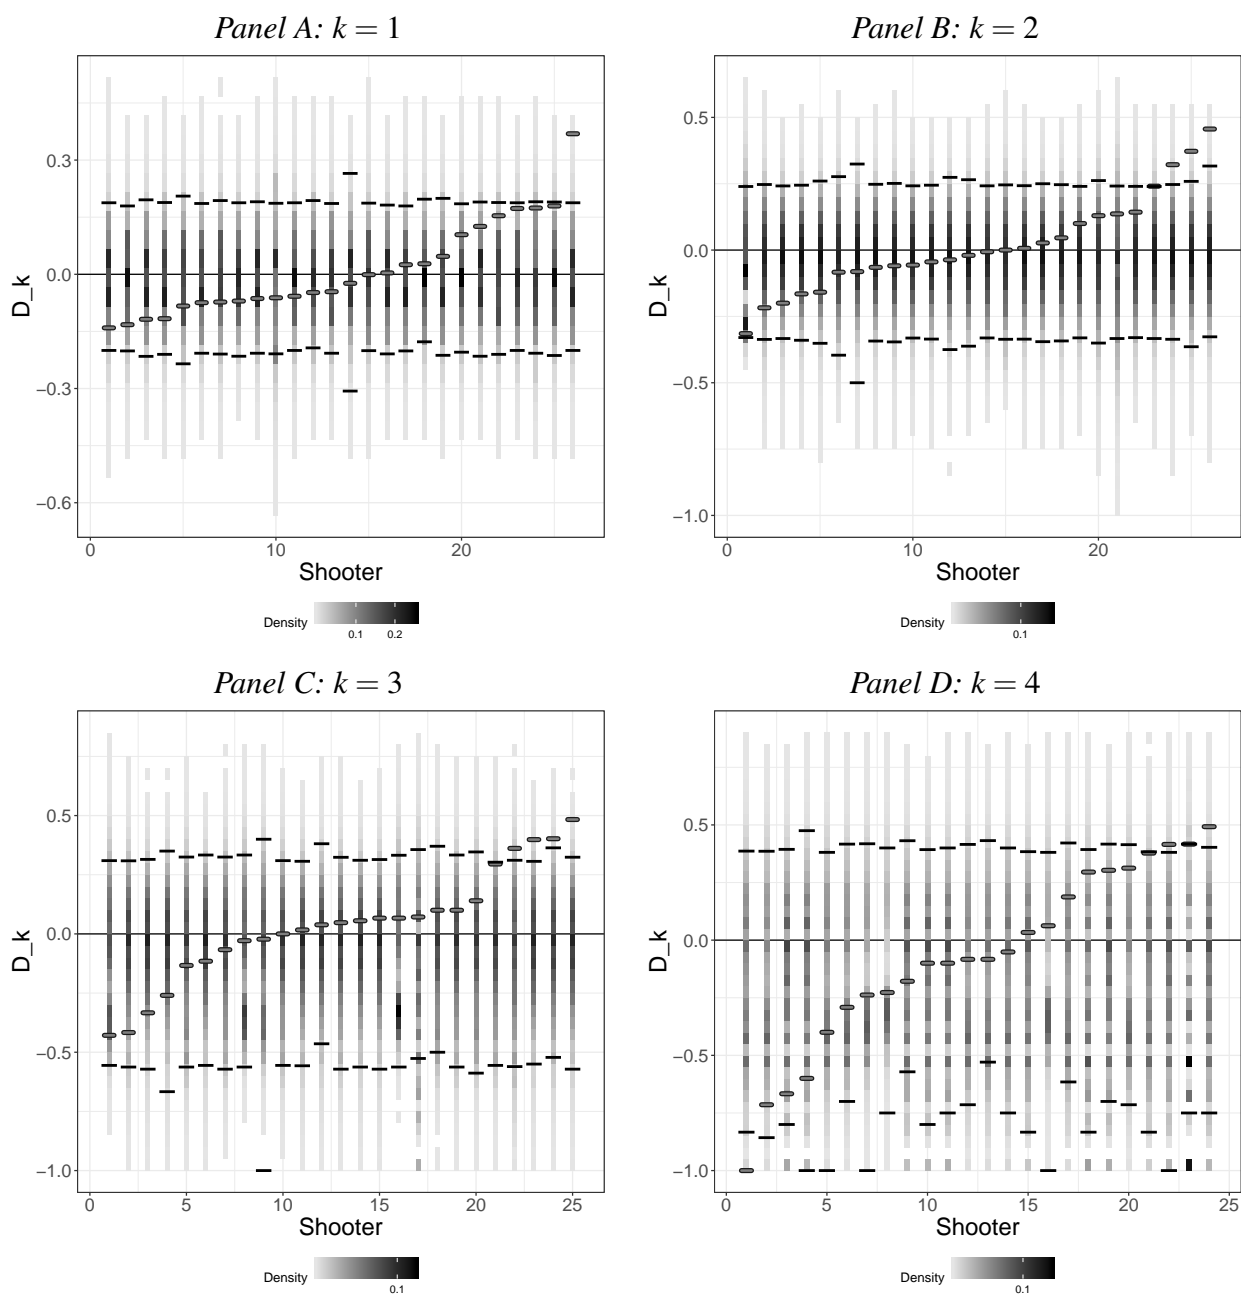 Panel A: k = 1
0.3
0.0
−0.3
−0.6
D_k
0 10 20
Shooter
Density
0.1 0.2
Panel B: k = 2
0.5
0.0
−0.5
−1.0
D_k
0 10 20
Shooter
Density
0.1
Panel C: k = 3
0.5
0.0
−0.5
−1.0
D_k
0 5 10 15 20 25
Shooter
Density
0.1
Panel D: k = 4
0.5
0.0
−0.5
−1.0
D_k
0 5 10 15 20 25
Shooter
Density
0.1